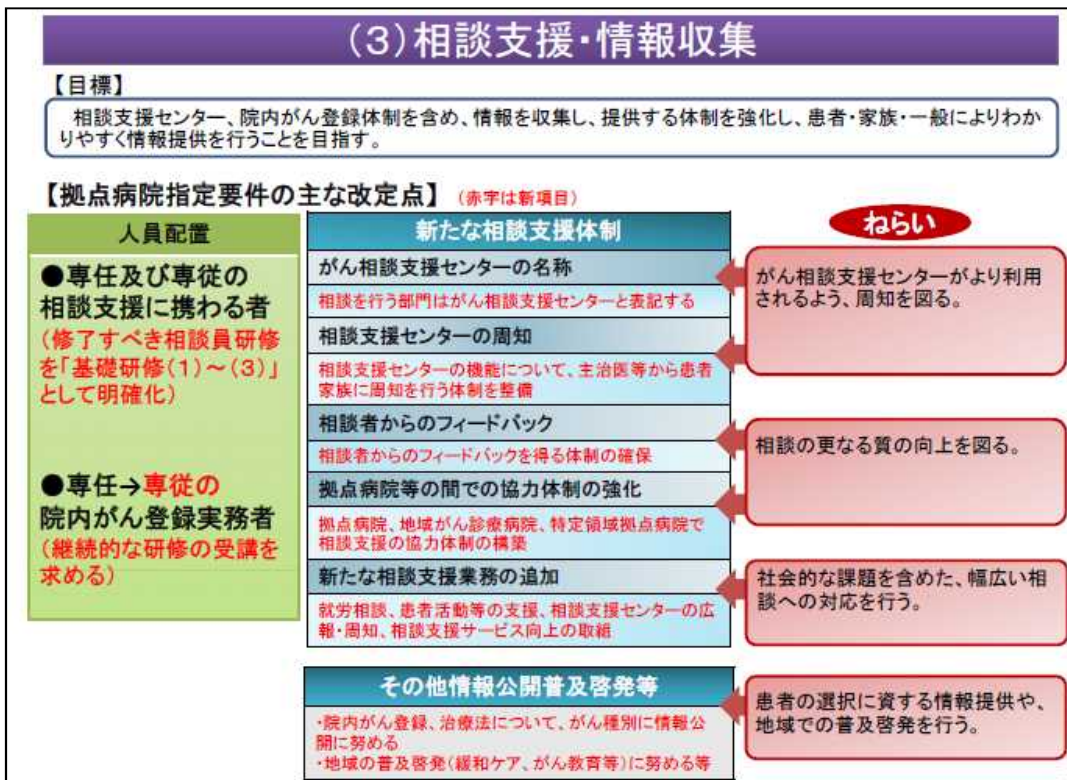 (3)相談支援・情報収集
【目標】
相談支援センター、院内がん登録体制を含め、情報を収集し、提供する体制を強化し、患者・家族・一般によりわか
りやすく情報提供を行うことを目指す。
【拠点病院指定要件の主な改定点】 (赤字は新項目)
人員配置
●専任及び専従の
相談支援に携わる者
(修了すべき相談員研修
を「基礎研修(1)~(3)」
として明確化)
●専任→専従の
院内がん登録実務者
(継続的な研修の受講を
求める)
新たな相談支援体制
がん相談支援センターの名称
相談を行う部門はがん相談支援センターと表記する
相談支援センターの周知
相談支援センターの機能について、主治医等から患者
家族に周知を行う体制を整備
相談者からのフィードバック
相談者からのフィードバックを得る体制の確保
拠点病院等の間での協力体制の強化
拠点病院、地域がん診療病院、特定領域拠点病院で
相談支援の協力体制の構築
新たな相談支援業務の追加
就労相談、患者活動等の支援、相談支援センターの広
報・周知、相談支援サービス向上の取組
その他情報公開普及啓発等
・院内がん登録、治療法について、がん種別に情報公
開に努める
・地域の普及啓発(緩和ケア、がん教育等)に努める等
ねらい
がん相談支援センターがより利用
されるよう、周知を図る。
相談の更なる質の向上を図る。
社会的な課題を含めた、幅広い相
談への対応を行う。
患者の選択に資する情報提供や、
地域での普及啓発を行う。